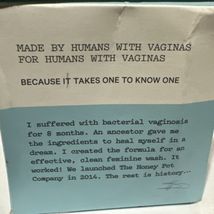 MADE BY HUMANS WITH VAGINAS
FOR HUMANS WITH VAGINAS
BECAUSE IT TAKES ONE TO KNOW ONE
I suffered with bacterial vaginosis
for 8 months. An ancestor gave me
the ingredients to heal myself in a
dream. I created the formula for an
effective, clean feminine wash. It
worked! We launched The Honey Pot
Company in 2014. The rest is history...